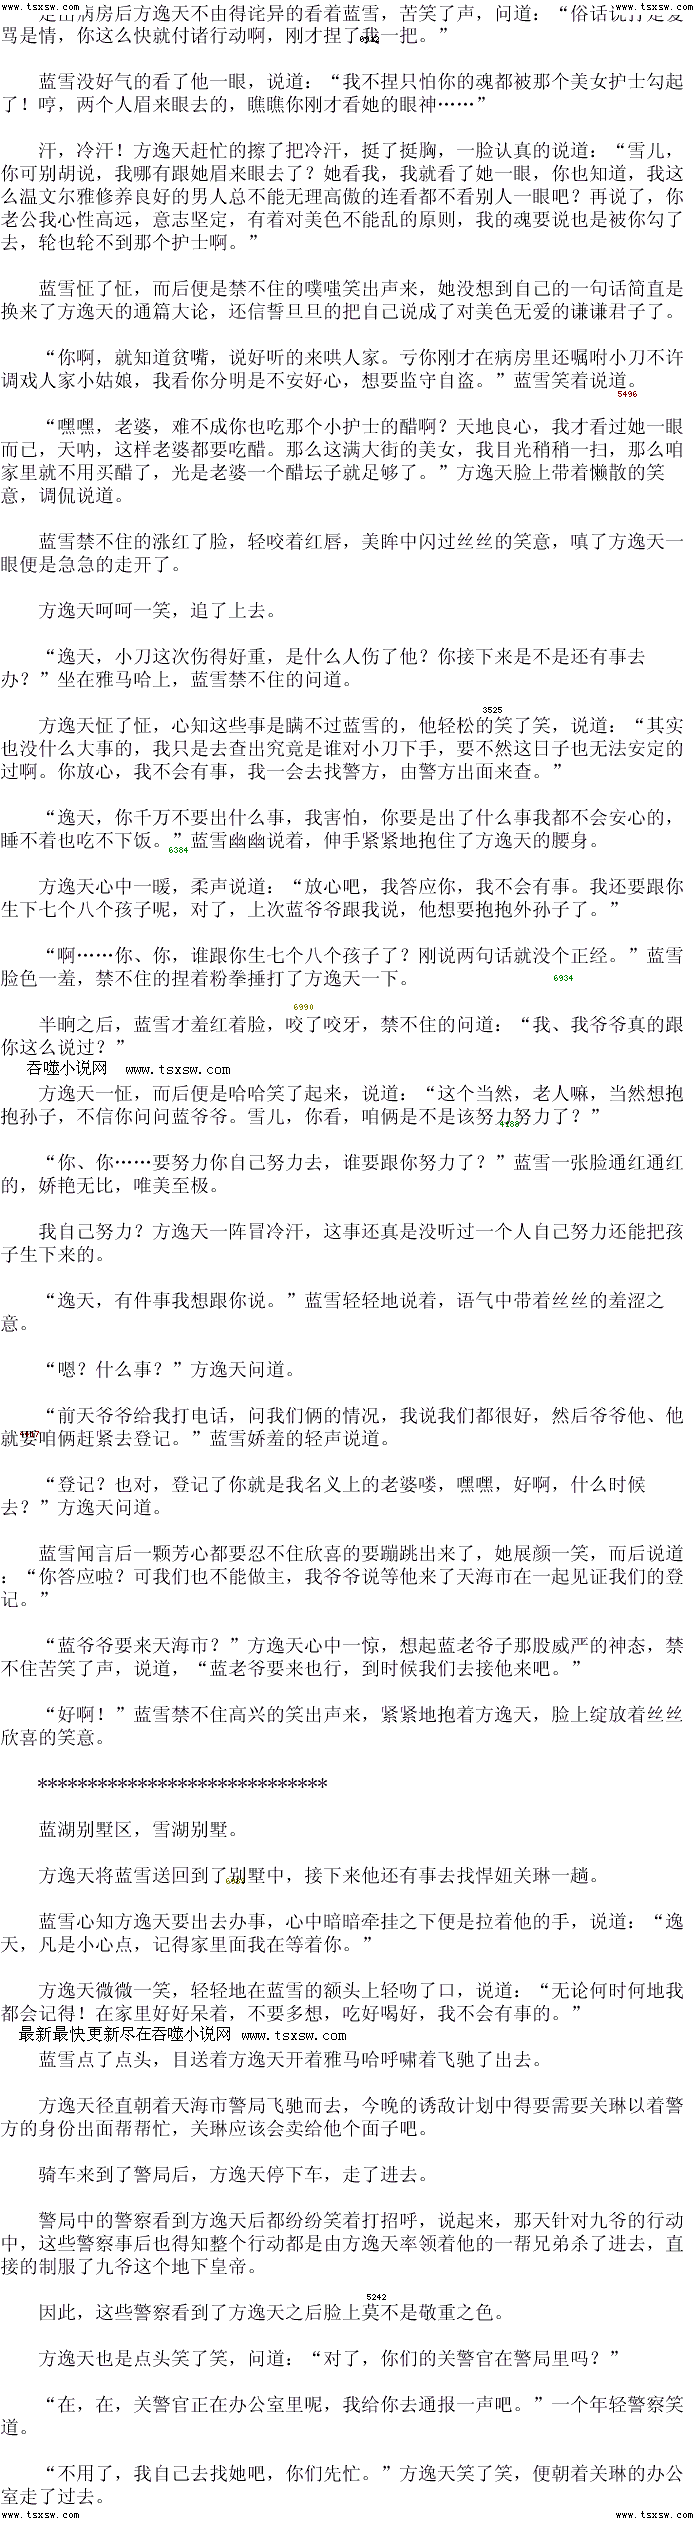 www.tsxsw.com www.tsxsw.com
走出病房后方逸天不由得诧异的看着蓝雪，苦笑了声，问道：“俗话说打是爱
骂是情，你这么快就付诸行动啊，刚才捏了我一把。”
蓝雪没好气的看了他一眼，说道：“我不捏只怕你的魂都被那个美女护士勾起
了！哼，两个人眉来眼去的，瞧瞧你刚才看她的眼神……”
汗，冷汗！方逸天赶忙的擦了把冷汗，挺了挺胸，一脸认真的说道：“雪儿，
你可别胡说，我哪有跟她眉来眼去了？她看我，我就看了她一眼，你也知道，我这
么温文尔雅修养良好的男人总不能无理高傲的连看都不看别人一眼吧？再说了，你
老公我心性高远，意志坚定，有着对美色不能乱的原则，我的魂要说也是被你勾了
去，轮也轮不到那个护士啊。”
蓝雪怔了怔，而后便是禁不住的噗嗤笑出声来，她没想到自己的一句话简直是
换来了方逸天的通篇大论，还信誓旦旦的把自己说成了对美色无爱的谦谦君子了。
“你啊，就知道贫嘴，说好听的来哄人家。亏你刚才在病房里还嘱咐小刀不许
调戏人家小姑娘，我看你分明是不安好心，想要监守自盗。”蓝雪笑着说道。
5496
“嘿嘿，老婆，难不成你也吃那个小护士的醋啊？天地良心，我才看过她一眼
而已，天呐，这样老婆都要吃醋。那么这满大街的美女，我目光稍稍一扫，那么咱
家里就不用买醋了，光是老婆一个醋坛子就足够了。”方逸天脸上带着懒散的笑
意，调侃说道。
蓝雪禁不住的涨红了脸，轻咬着红唇，美眸中闪过丝丝的笑意，嗔了方逸天一
眼便是急急的走开了。
方逸天呵呵一笑，追了上去。
“逸天，小刀这次伤得好重，是什么人伤了他？你接下来是不是还有事去
办？”坐在雅马哈上，蓝雪禁不住的问道。
3525
方逸天怔了怔，心知这些事是瞒不过蓝雪的，他轻松的笑了笑，说道：“其实
也没什么大事的，我只是去查出究竟是谁对小刀下手，要不然这日子也无法安定的
过啊。你放心，我不会有事，我一会去找警方，由警方出面来查。”
“逸天，你千万不要出什么事，我害怕，你要是出了什么事我都不会安心的，
睡不着也吃不下饭。”蓝雪幽幽说着，伸手紧紧地抱住了方逸天的腰身。
6384
方逸天心中一暖，柔声说道：“放心吧，我答应你，我不会有事。我还要跟你
生下七个八个孩子呢，对了，上次蓝爷爷跟我说，他想要抱抱外孙子了。”
“啊……你、你，谁跟你生七个八个孩子了？刚说两句话就没个正经。”蓝雪
脸色一羞，禁不住的捏着粉拳捶打了方逸天一下。
6934
6990
半晌之后，蓝雪才羞红着脸，咬了咬牙，禁不住的问道：“我、我爷爷真的跟
你这么说过？”
吞噬小说网 www.tsxsw.com
方逸天一怔，而后便是哈哈笑了起来，说道：“这个当然，老人嘛，当然想抱
抱孙子，不信你问问蓝爷爷。雪儿，你看，咱俩是不是该努力努力了？”
“你、你……要努力你自己努力去，谁要跟你努力了？”蓝雪一张脸通红通红
的，娇艳无比，唯美至极。
我自己努力？方逸天一阵冒冷汗，这事还真是没听过一个人自己努力还能把孩
子生下来的。
“逸天，有件事我想跟你说。”蓝雪轻轻地说着，语气中带着丝丝的羞涩之
意。
“嗯？什么事？”方逸天问道。
“前天爷爷给我打电话，问我们俩的情况，我说我们都很好，然后爷爷他、他
就要咱俩赶紧去登记。”蓝雪娇羞的轻声说道。
“登记？也对，登记了你就是我名义上的老婆喽，嘿嘿，好啊，什么时候
去？”方逸天问道。
蓝雪闻言后一颗芳心都要忍不住欣喜的要蹦跳出来了，她展颜一笑，而后说道
：“你答应啦？可我们也不能做主，我爷爷说等他来了天海市在一起见证我们的登
记。”
“蓝爷爷要来天海市？”方逸天心中一惊，想起蓝老爷子那股威严的神态，禁
不住苦笑了声，说道，“蓝老爷要来也行，到时候我们去接他来吧。”
“好啊！”蓝雪禁不住高兴的笑出声来，紧紧地抱着方逸天，脸上绽放着丝丝
欣喜的笑意。
*****************************
蓝湖别墅区，雪湖别墅。
方逸天将蓝雪送回到了别墅中，接下来他还有事去找悍妞关琳一趟。
蓝雪心知方逸天要出去办事，心中暗暗牵挂之下便是拉着他的手，说道：“逸
天，凡是小心点，记得家里面我在等着你。”
方逸天微微一笑，轻轻地在蓝雪的额头上轻吻了口，说道：“无论何时何地我
都会记得！在家里好好呆着，不要多想，吃好喝好，我不会有事的。”
最新最快更新尽在吞噬小说网 www.tsxsw.com
蓝雪点了点头，目送着方逸天开着雅马哈呼啸着飞驰了出去。
方逸天径直朝着天海市警局飞驰而去，今晚的诱敌计划中得要需要关琳以着警
方的身份出面帮帮忙，关琳应该会卖给他个面子吧。
骑车来到了警局后，方逸天停下车，走了进去。
警局中的警察看到方逸天后都纷纷笑着打招呼，说起来，那天针对九爷的行动
中，这些警察事后也得知整个行动都是由方逸天率领着他的一帮兄弟杀了进去，直
接的制服了九爷这个地下皇帝。
5242
因此，这些警察看到了方逸天之后脸上莫不是敬重之色。
方逸天也是点头笑了笑，问道：“对了，你们的关警官在警局里吗？”
“在，在，关警官正在办公室里呢，我给你去通报一声吧。”一个年轻警察笑
道。
“不用了，我自己去找她吧，你们先忙。”方逸天笑了笑，便朝着关琳的办公
室走了过去。
www.tsxsw.com www.tsxsw.com